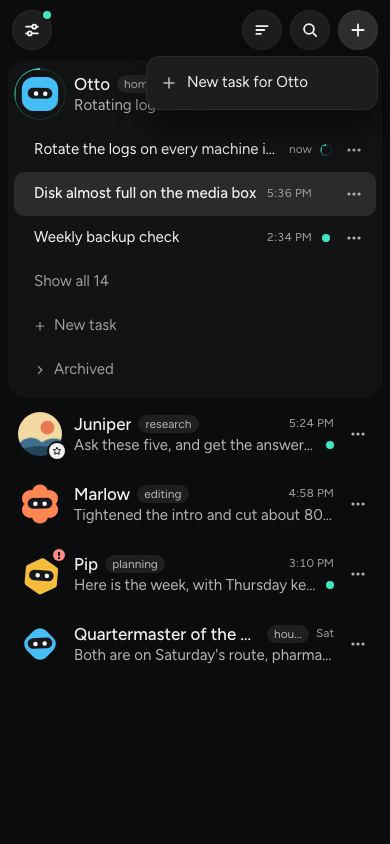 New task for Otto
Otto
Rotating log
Rotate the logs on every machine i... now
Disk almost full on the media box 5:36 PM
Weekly backup check 2:34 PM
Show all 14
New task
Archived
Juniper research 5:24 PM
Ask these five, and get the answer...
Marlow editing 4:58 PM
Tightened the intro and cut about 80...
Pip planning 3:10 PM
Here is the week, with Thursday ke...
Quartermaster of the ... hou... Sat
Both are on Saturday's route, pharma...